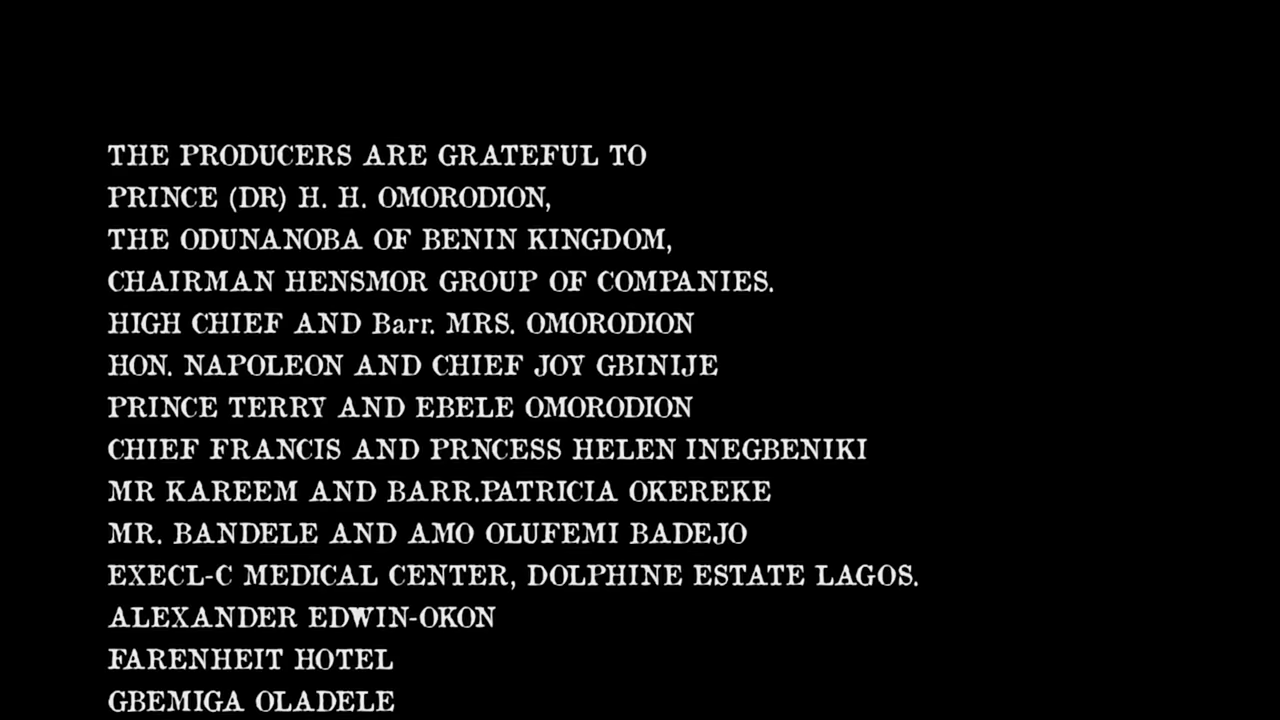 THE PRODUCERS ARE GRATEFUL TO
PRINCE (DR) H. H. OMORODION,
THE ODUNANOBA OF BENIN KINGDOM,
CHAIRMAN HENSMOR GROUP OF COMPANIES.
HIGH CHIEF AND Barr. MRS. OMORODION
HON. NAPOLEON AND CHIEF JOY GBINIJE
PRINCE TERRY AND EBELE OMORODION
CHIEF FRANCIS AND PRNCESS HELEN INEGBENIKI
MR KAREEM AND BARR.PATRICIA OKEREKE
MR. BANDELE AND AMO OLUFEMI BADEJO
EXECL-C MEDICAL CENTER, DOLPHINE ESTATE LAGOS.
ALEXANDER EDWIN-OKON
FARENHEIT HOTEL
GBEMIGA OLADELE